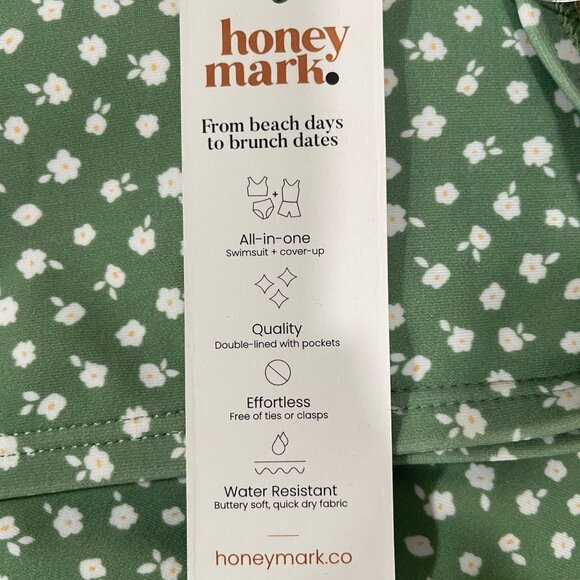 honey
mark.
From beach days
to brunch dates
+
All-in-one
Swimsuit + cover-up
Quality
Double-lined with pockets
Effortless
Free of ties or clasps
Water Resistant
Buttery soft, quick dry fabric
honeymark.co